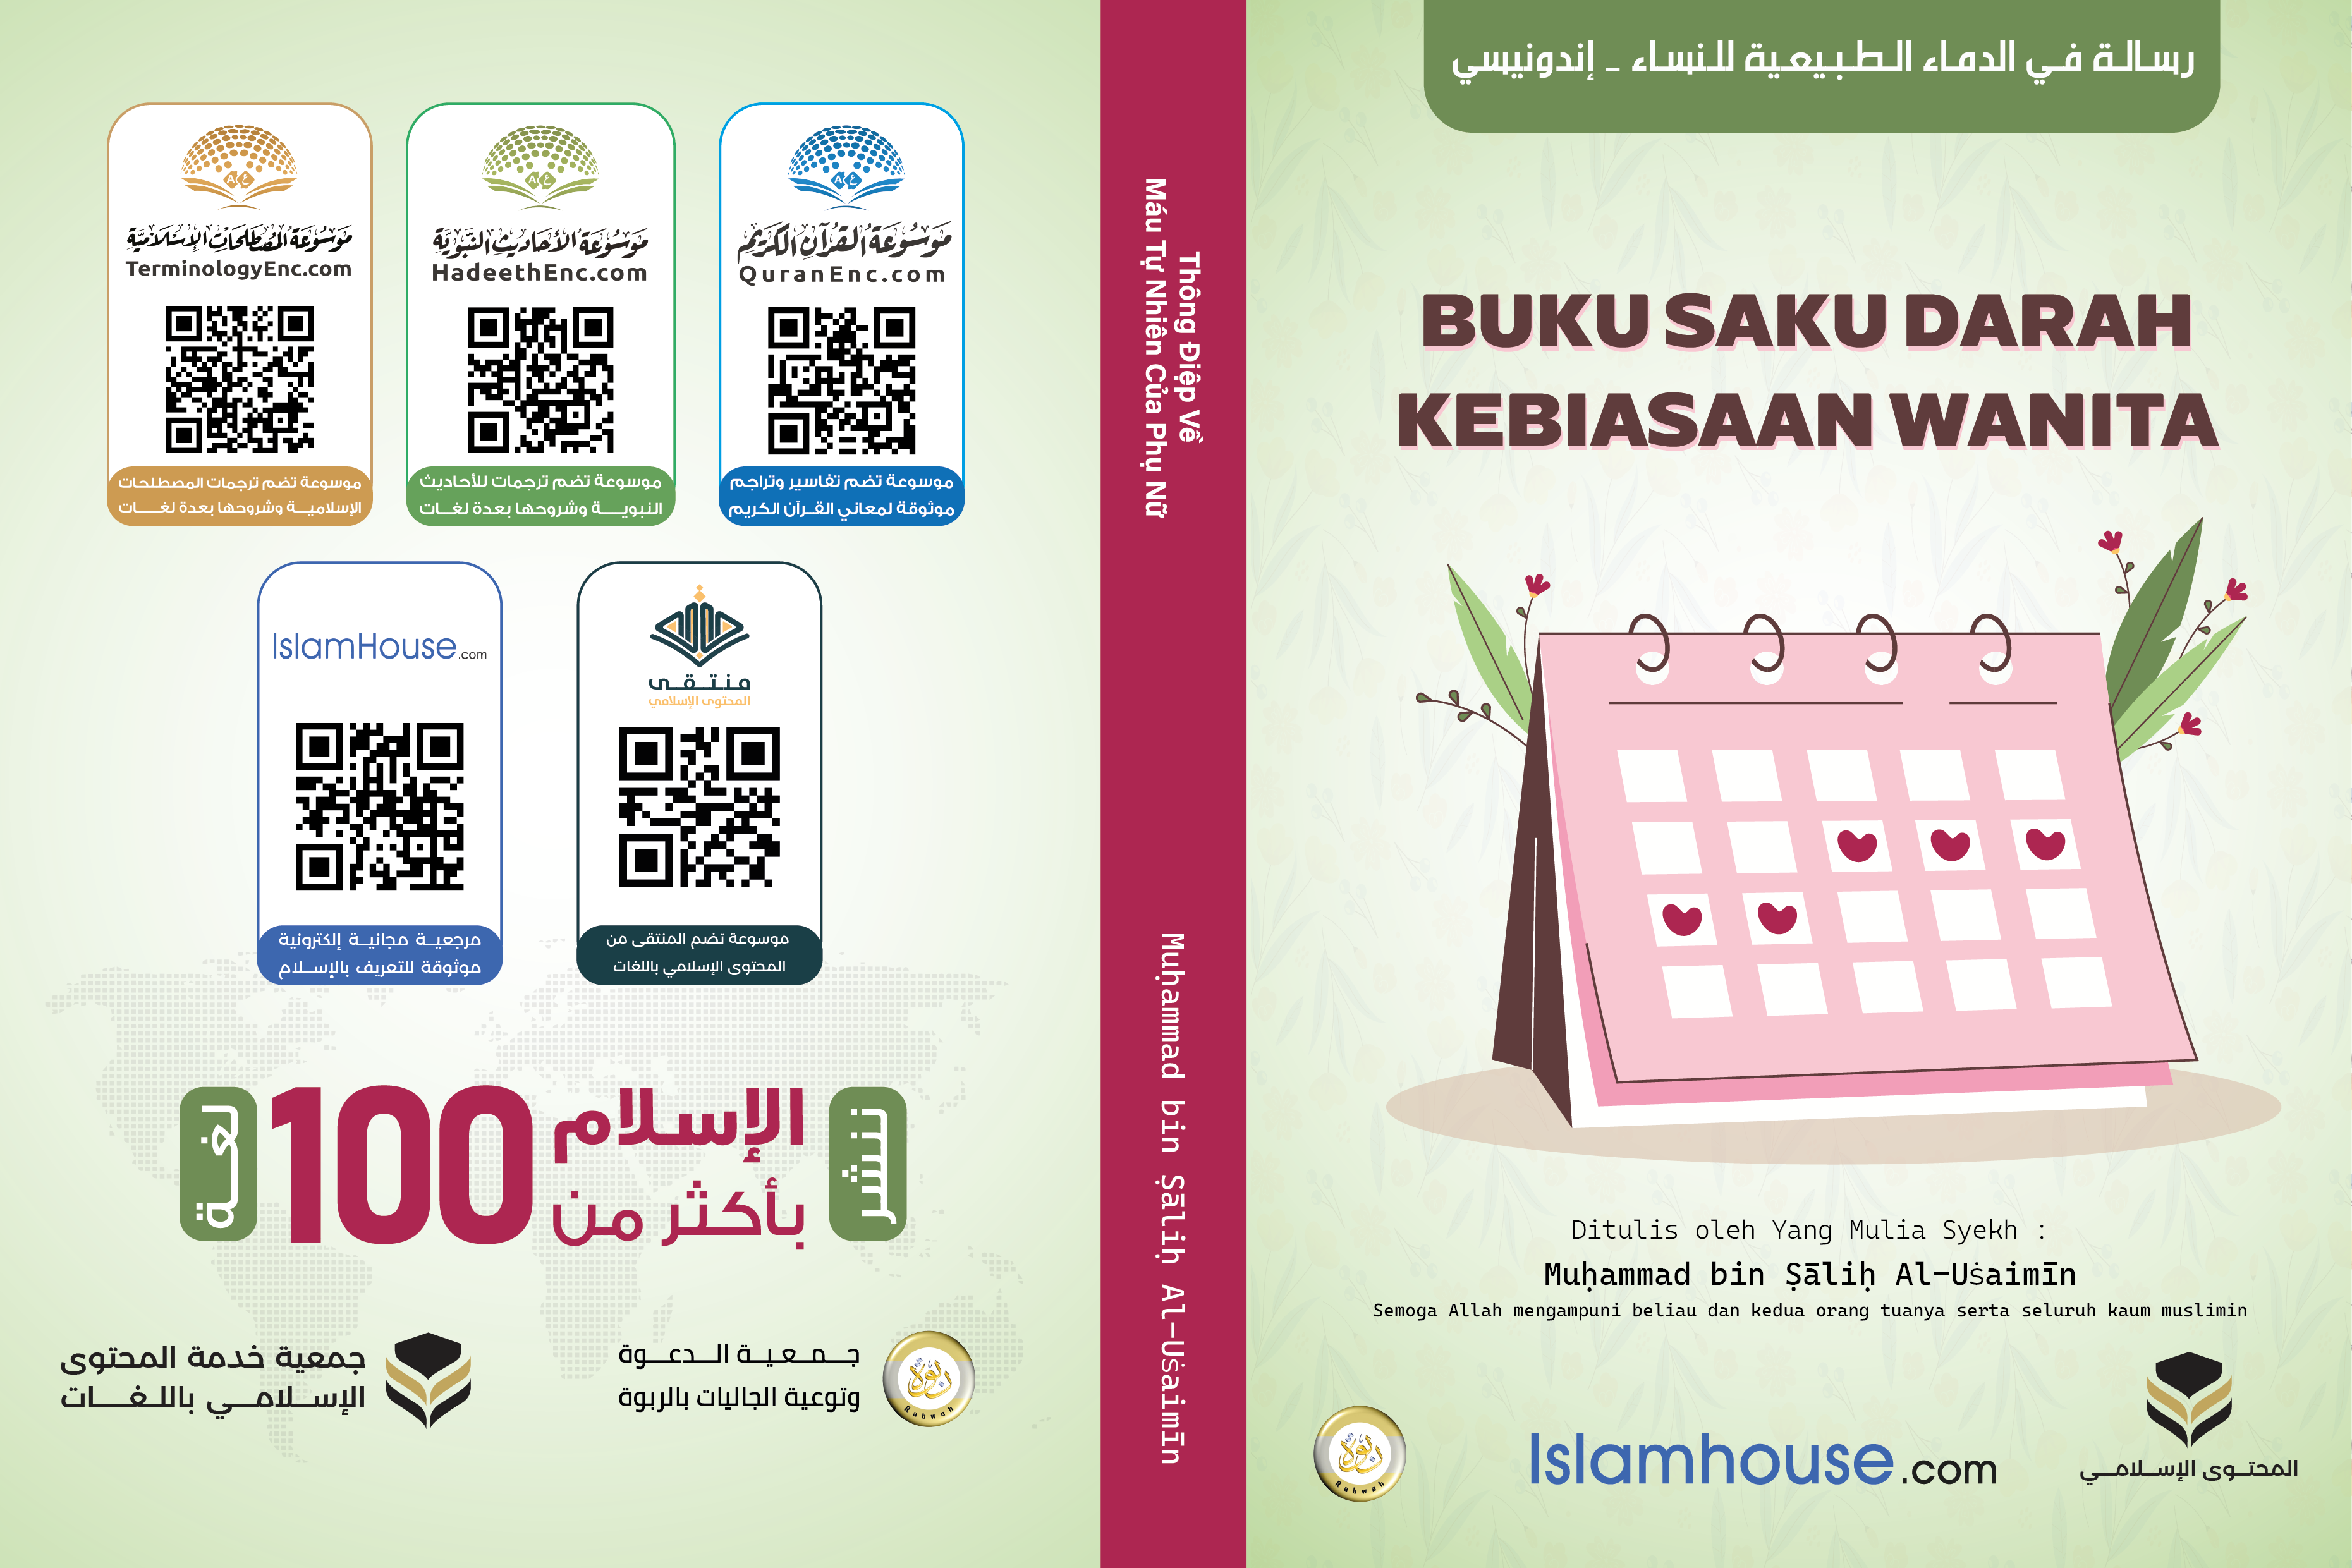 رسالة في الدماء الطبيعية للنساء - إندونيسي
BUKU SAKU DARAH
KEBIASAAN WANITA
Ditulis oleh Yang Mulia Syekh :
Muḥammad bin Ṣāliḥ Al-Uṡaimīn
Semoga Allah mengampuni beliau dan kedua orang tuanya serta seluruh kaum muslimin
Rabwah
ربوة
Islamhouse.com
المحتوى الإسلامي
Thông Điệp Về
Máu Tự Nhiên Của Phụ Nữ
Muḥammad bin Ṣāliḥ Al-Uṡaimīn
موسوعة القرآن الكريم
QuranEnc.com
موسوعة تضم تفاسير وتراجم
موثوقة لمعاني القرآن الكريم
موسوعة الأحاديث النبوية
HadeethEnc.com
موسوعة تضم ترجمات للأحاديث
النبوية وشروحها بعدة لغات
موسوعة المصطلحات الإسلامية
TerminologyEnc.com
موسوعة تضم ترجمات المصطلحات
الإسلامية وشروحها بعدة لغات
منتقى
المحتوى الإسلامي
موسوعة تضم المنتقى من
المحتوى الإسلامي باللغات
IslamHouse.com
مرجعية مجانية إلكترونية
موثوقة للتعريف بالإسلام
ننشر
الإسلام
بأكثر من
100
لغة
ربوة
Rabwah
جمعية الدعوة
وتوعية الجاليات بالربوة
جمعية خدمة المحتوى
الإسلامي باللغات